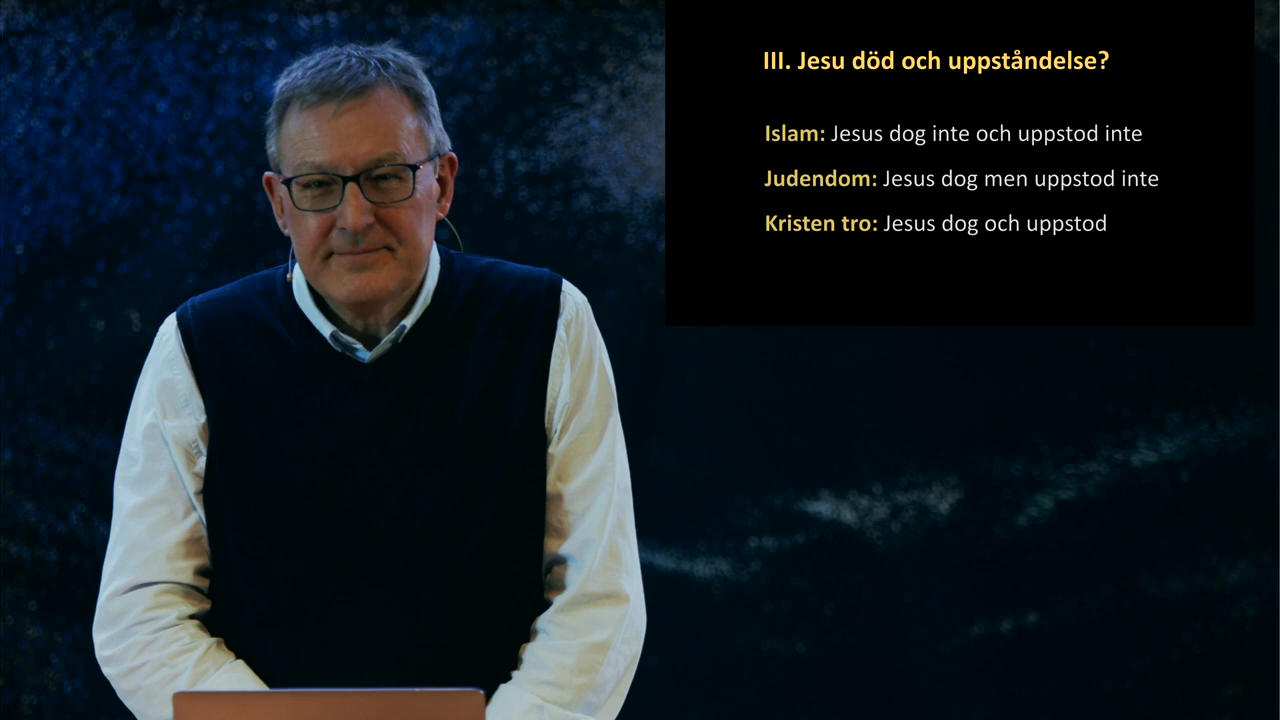 III. Jesu död och uppståndelse?
Islam: Jesus dog inte och uppstod inte
Judendom: Jesus dog men uppstod inte
Kristen tro: Jesus dog och uppstod